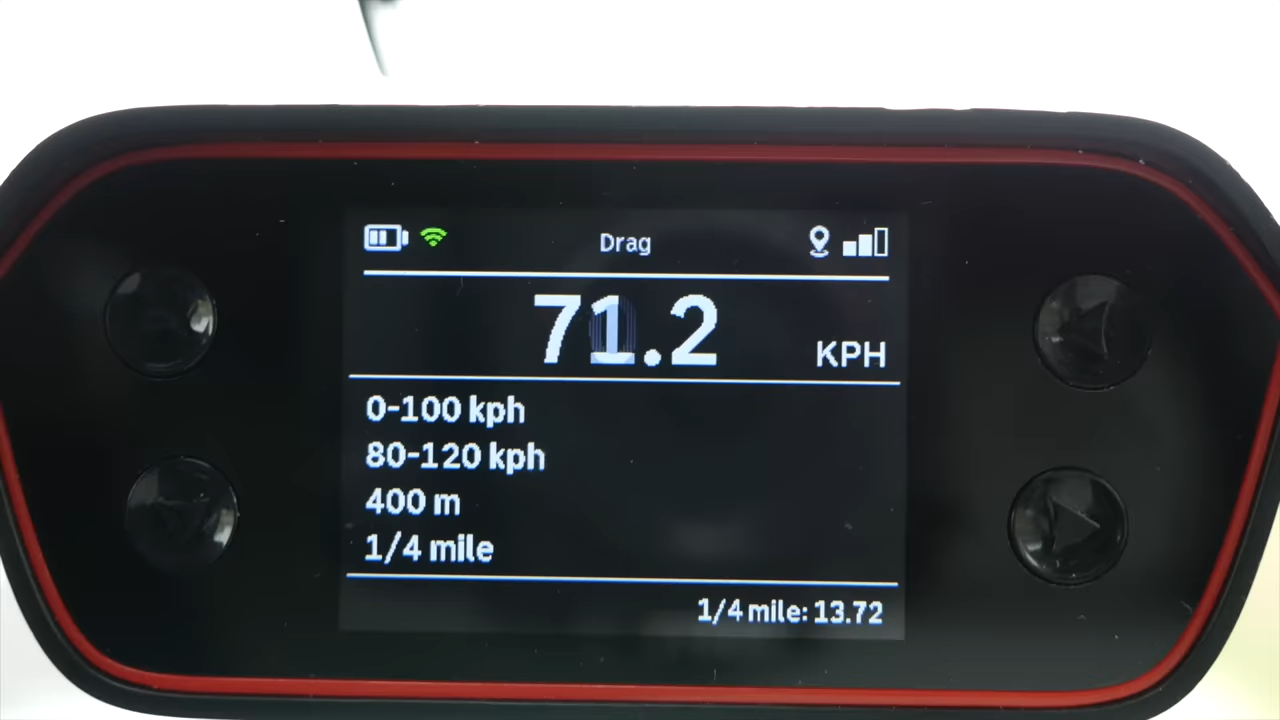 Drag
71.2 KPH
0-100 kph
80-120 kph
400 m
1/4 mile
1/4 mile: 13.72